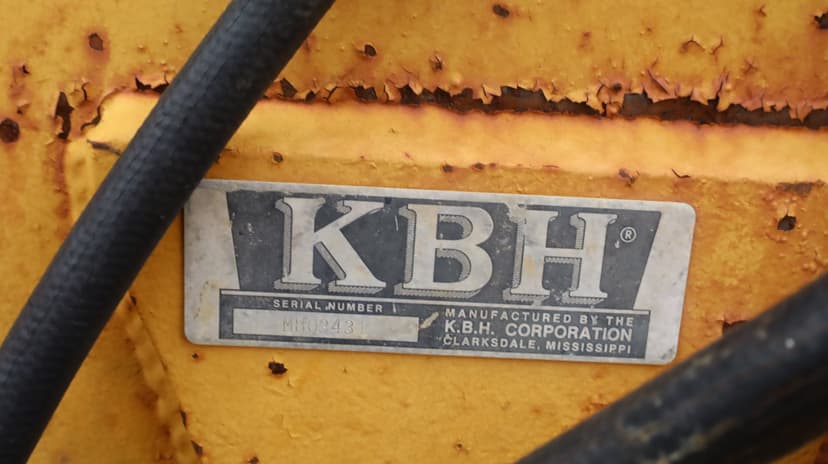 KBH®
SERIAL NUMBER
MANUFACTURED BY THE
K.B.H. CORPORATION
CLARKSDALE, MISSISSIPPI